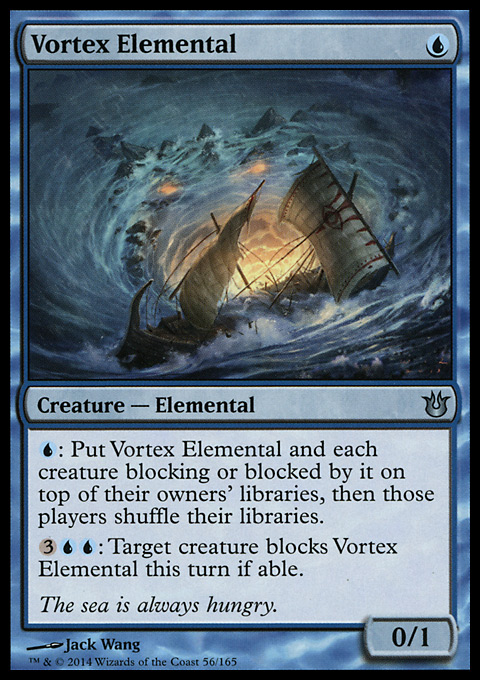 Vortex Elemental
Creature — Elemental
: Put Vortex Elemental and each
creature blocking or blocked by it on
top of their owners' libraries, then those
players shuffle their libraries.
3 : Target creature blocks Vortex
Elemental this turn if able.
The sea is always hungry.
0/1
Jack Wang
™ & © 2014 Wizards of the Coast 56/165